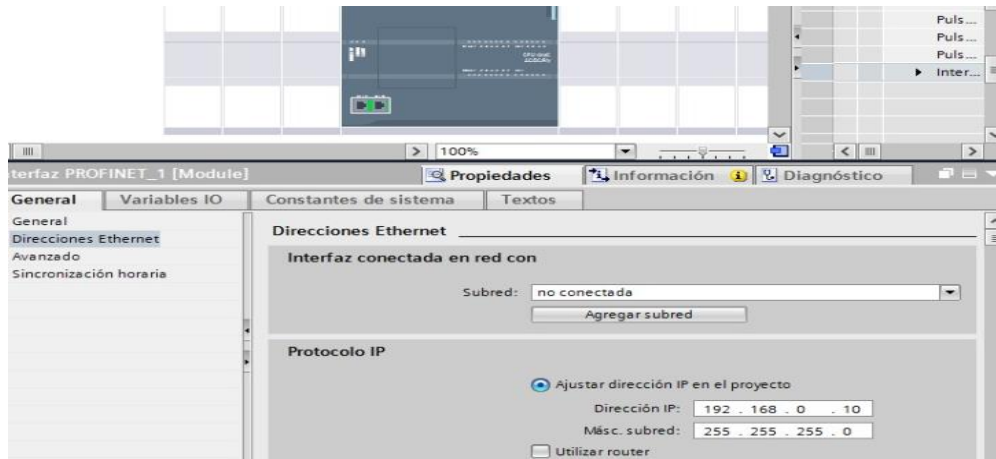 Puls...
Puls...
Puls...
Inter...
100%
terfaz PROFINET_1 [Module]
Propiedades
Información
Diagnóstico
General
Variables IO
Constantes de sistema
Textos
General
Direcciones Ethernet
Avanzado
Sincronización horaria
Direcciones Ethernet
Interfaz conectada en red con
Subred: no conectada
Agregar subred
Protocolo IP
Ajustar dirección IP en el proyecto
Dirección IP: 192 . 168 . 0 . 10
Másc. subred: 255 . 255 . 255 . 0
Utilizar router